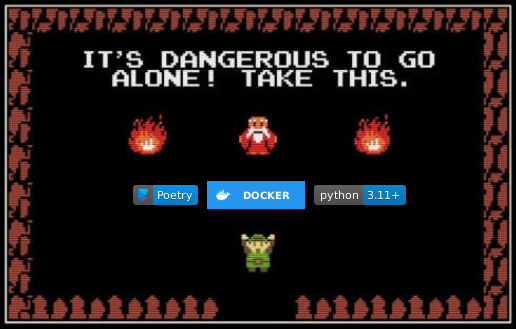 IT'S DANGEROUS TO GO
ALONE! TAKE THIS.
Poetry DOCKER python 3.11+